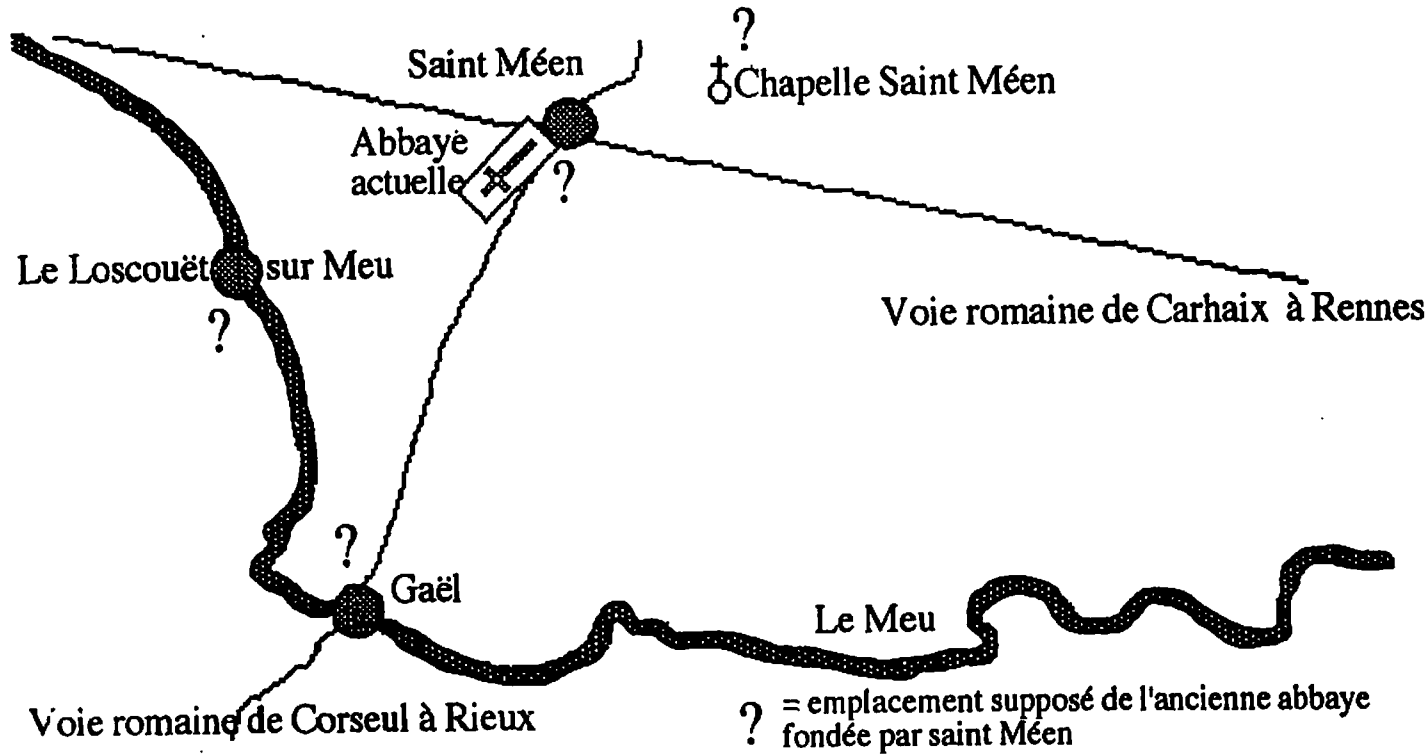 ?
Saint Méen
Chapelle Saint Méen
Abbaye
actuelle
?
Le Loscouët sur Meu
?
Voie romaine de Carhaix à Rennes
?
Gaël
Le Meu
Voie romaine de Corseul à Rieux
? = emplacement supposé de l'ancienne abbaye
fondée par saint Méen